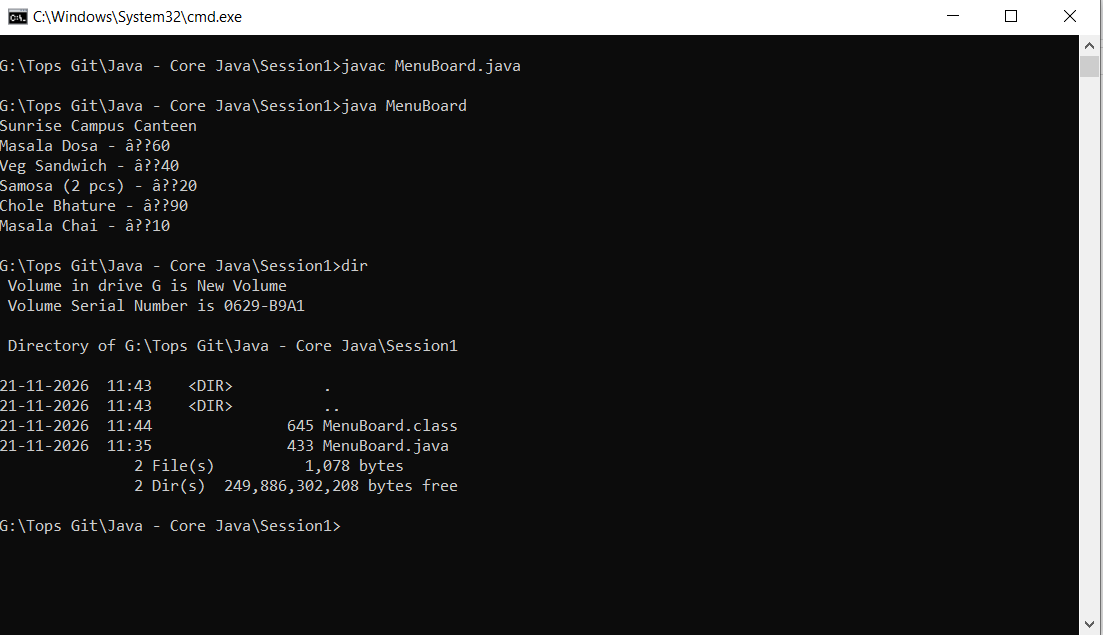 C:\Windows\System32\cmd.exe
G:\Tops Git\Java - Core Java\Session1>javac MenuBoard.java
G:\Tops Git\Java - Core Java\Session1>java MenuBoard
Sunrise Campus Canteen
Masala Dosa - â??60
Veg Sandwich - â??40
Samosa (2 pcs) - â??20
Chole Bhature - â??90
Masala Chai - â??10
G:\Tops Git\Java - Core Java\Session1>dir
 Volume in drive G is New Volume
 Volume Serial Number is 0629-B9A1
 Directory of G:\Tops Git\Java - Core Java\Session1
21-11-2026  11:43    <DIR>          .
21-11-2026  11:43    <DIR>          ..
21-11-2026  11:44               645 MenuBoard.class
21-11-2026  11:35               433 MenuBoard.java
               2 File(s)          1,078 bytes
               2 Dir(s)  249,886,302,208 bytes free
G:\Tops Git\Java - Core Java\Session1>